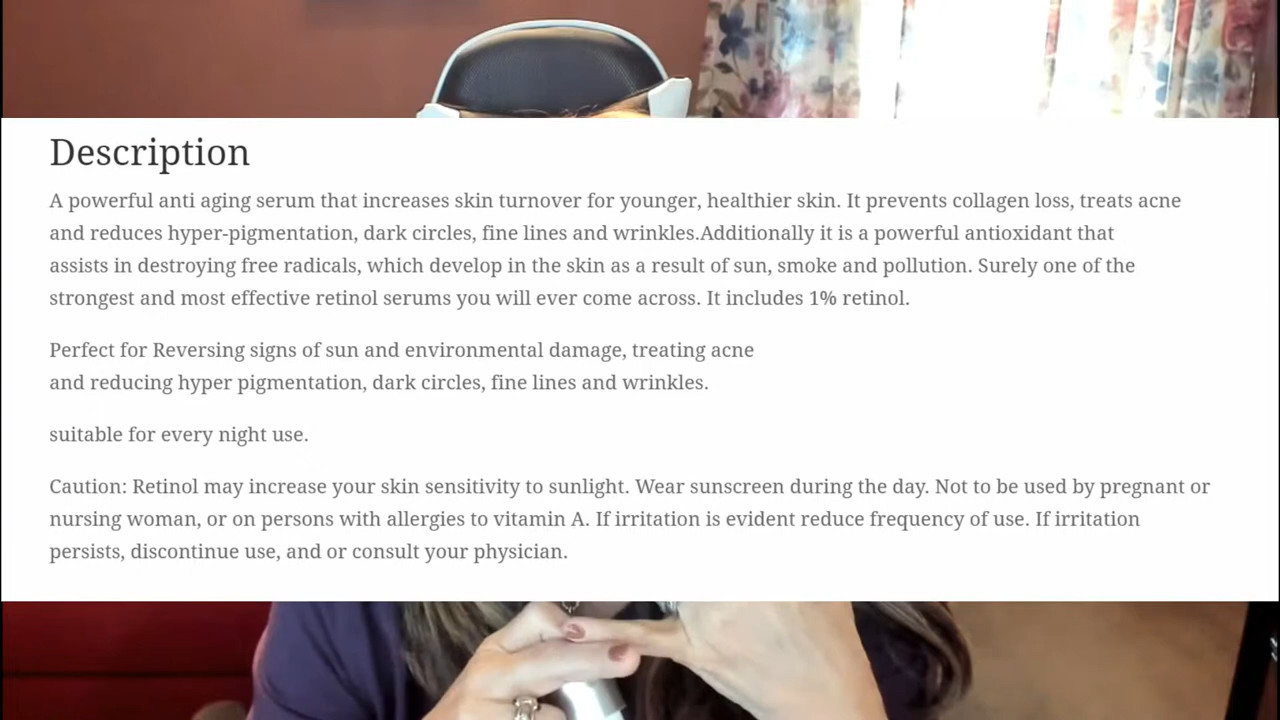 Description
A powerful anti aging serum that increases skin turnover for younger, healthier skin. It prevents collagen loss, treats acne
and reduces hyper-pigmentation, dark circles, fine lines and wrinkles.Additionally it is a powerful antioxidant that
assists in destroying free radicals, which develop in the skin as a result of sun, smoke and pollution. Surely one of the
strongest and most effective retinol serums you will ever come across. It includes 1% retinol.
Perfect for Reversing signs of sun and environmental damage, treating acne
and reducing hyper pigmentation, dark circles, fine lines and wrinkles.
suitable for every night use.
Caution: Retinol may increase your skin sensitivity to sunlight. Wear sunscreen during the day. Not to be used by pregnant or
nursing woman, or on persons with allergies to vitamin A. If irritation is evident reduce frequency of use. If irritation
persists, discontinue use, and or consult your physician.